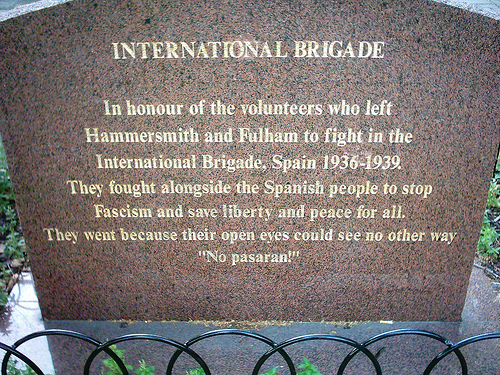 INTERNATIONAL BRIGADE
In honour of the volunteers who left
Hammersmith and Fulham to fight in the
International Brigade, Spain 1936-1939.
They fought alongside the Spanish people to stop
Fascism and save liberty and peace for all.
They went because their open eyes could see no other way
"No pasaran!"